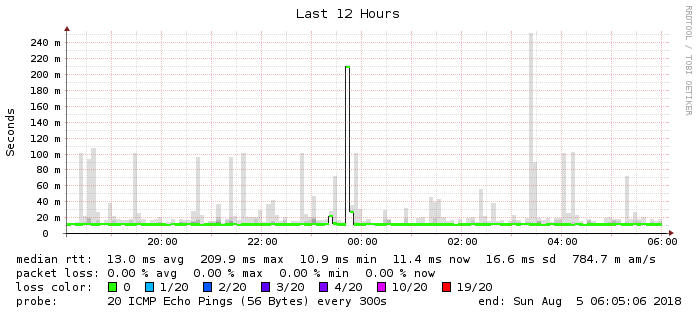 Last 12 Hours
RRDTOOL / TOBI OETIKER
Seconds
240 m
220 m
200 m
180 m
160 m
140 m
120 m
100 m
80 m
60 m
40 m
20 m
0
20:00 22:00 00:00 02:00 04:00 06:00
median rtt: 13.0 ms avg 209.9 ms max 10.9 ms min 11.4 ms now 16.6 ms sd 784.7 m am/s
packet loss: 0.00 % avg 0.00 % max 0.00 % min 0.00 % now
loss color: 0 1/20 2/20 3/20 4/20 10/20 19/20
probe: 20 ICMP Echo Pings (56 Bytes) every 300s end: Sun Aug 5 06:05:06 2018